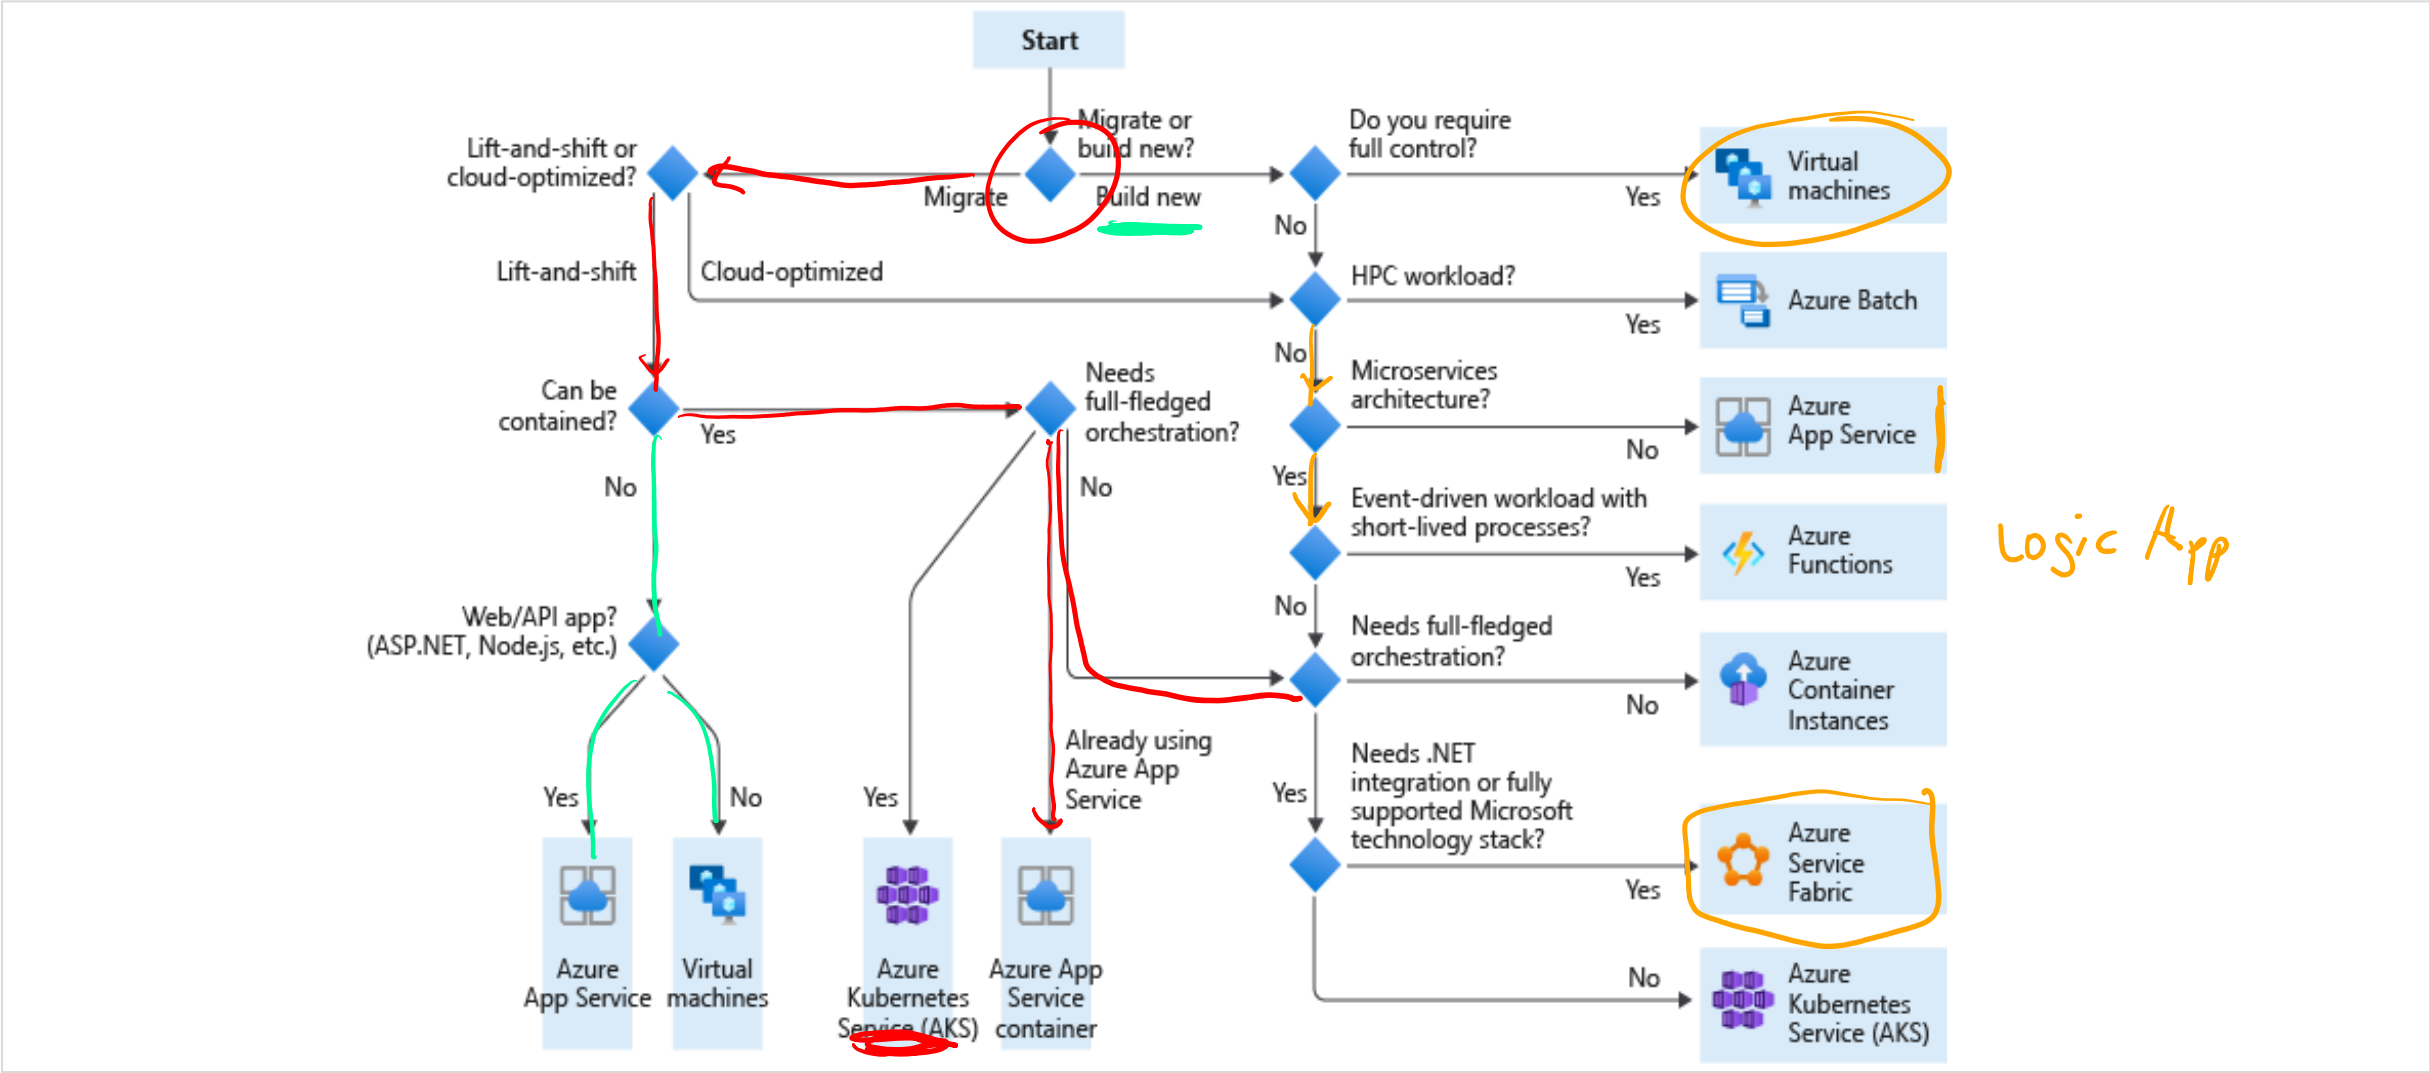 Start
Migrate or
build new?
Migrate
Build new
Lift-and-shift or
cloud-optimized?
Lift-and-shift
Cloud-optimized
Can be
contained?
Yes
No
Needs
full-fledged
orchestration?
No
Web/API app?
(ASP.NET, Node.js, etc.)
Yes
No
Yes
Already using
Azure App
Service
Azure
App Service
Virtual
machines
Azure
Kubernetes
Service (AKS)
Azure App
Service
container
Do you require
full control?
Yes
No
Virtual
machines
HPC workload?
Yes
No
Azure Batch
Microservices
architecture?
No
Yes
Azure
App Service
Event-driven workload with
short-lived processes?
Yes
No
Azure
Functions
Logic App
Needs full-fledged
orchestration?
No
Yes
Azure
Container
Instances
Needs .NET
integration or fully
supported Microsoft
technology stack?
Yes
Azure
Service
Fabric
No
Azure
Kubernetes
Service (AKS)